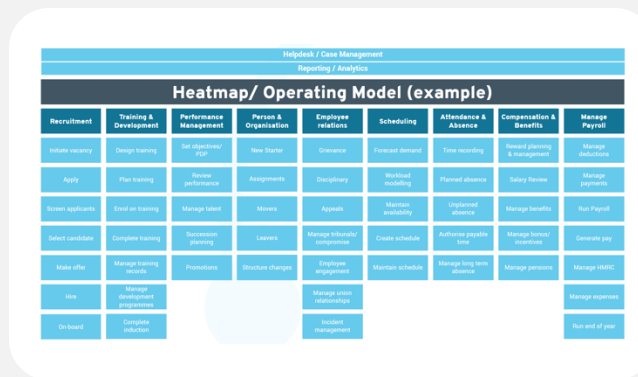 Helpdesk / Case Management
Reporting / Analytics
Heatmap/ Operating Model (example)
Recruitment
Training &
Development
Performance
Management
Person &
Organisation
Employee
relations
Scheduling
Attendance &
Absence
Compensation &
Benefits
Manage
Payroll
Initiate vacancy
Design training
Set objectives/
PDP
New Starter
Grievance
Forecast demand
Time recording
Reward planning
& management
Manage
deductions
Apply
Plan training
Review
performance
Assignments
Disciplinary
Workload
modelling
Planned absence
Salary Review
Manage
payments
Screen applicants
Enrol on training
Manage talent
Movers
Appeals
Maintain
availability
Unplanned
absence
Manage benefits
Run Payroll
Select candidate
Complete training
Succession
planning
Leavers
Manage tribunals/
compromise
Create schedule
Authorise payable
time
Manage bonus/
incentives
Generate pay
Make offer
Manage training
records
Promotions
Structure changes
Employee
engagement
Maintain schedule
Manage long term
absence
Manage pensions
Manage HMRC
Hire
Manage
development
programmes
Manage union
relationships
Manage expenses
On-board
Complete
induction
Incident
management
Run end of year